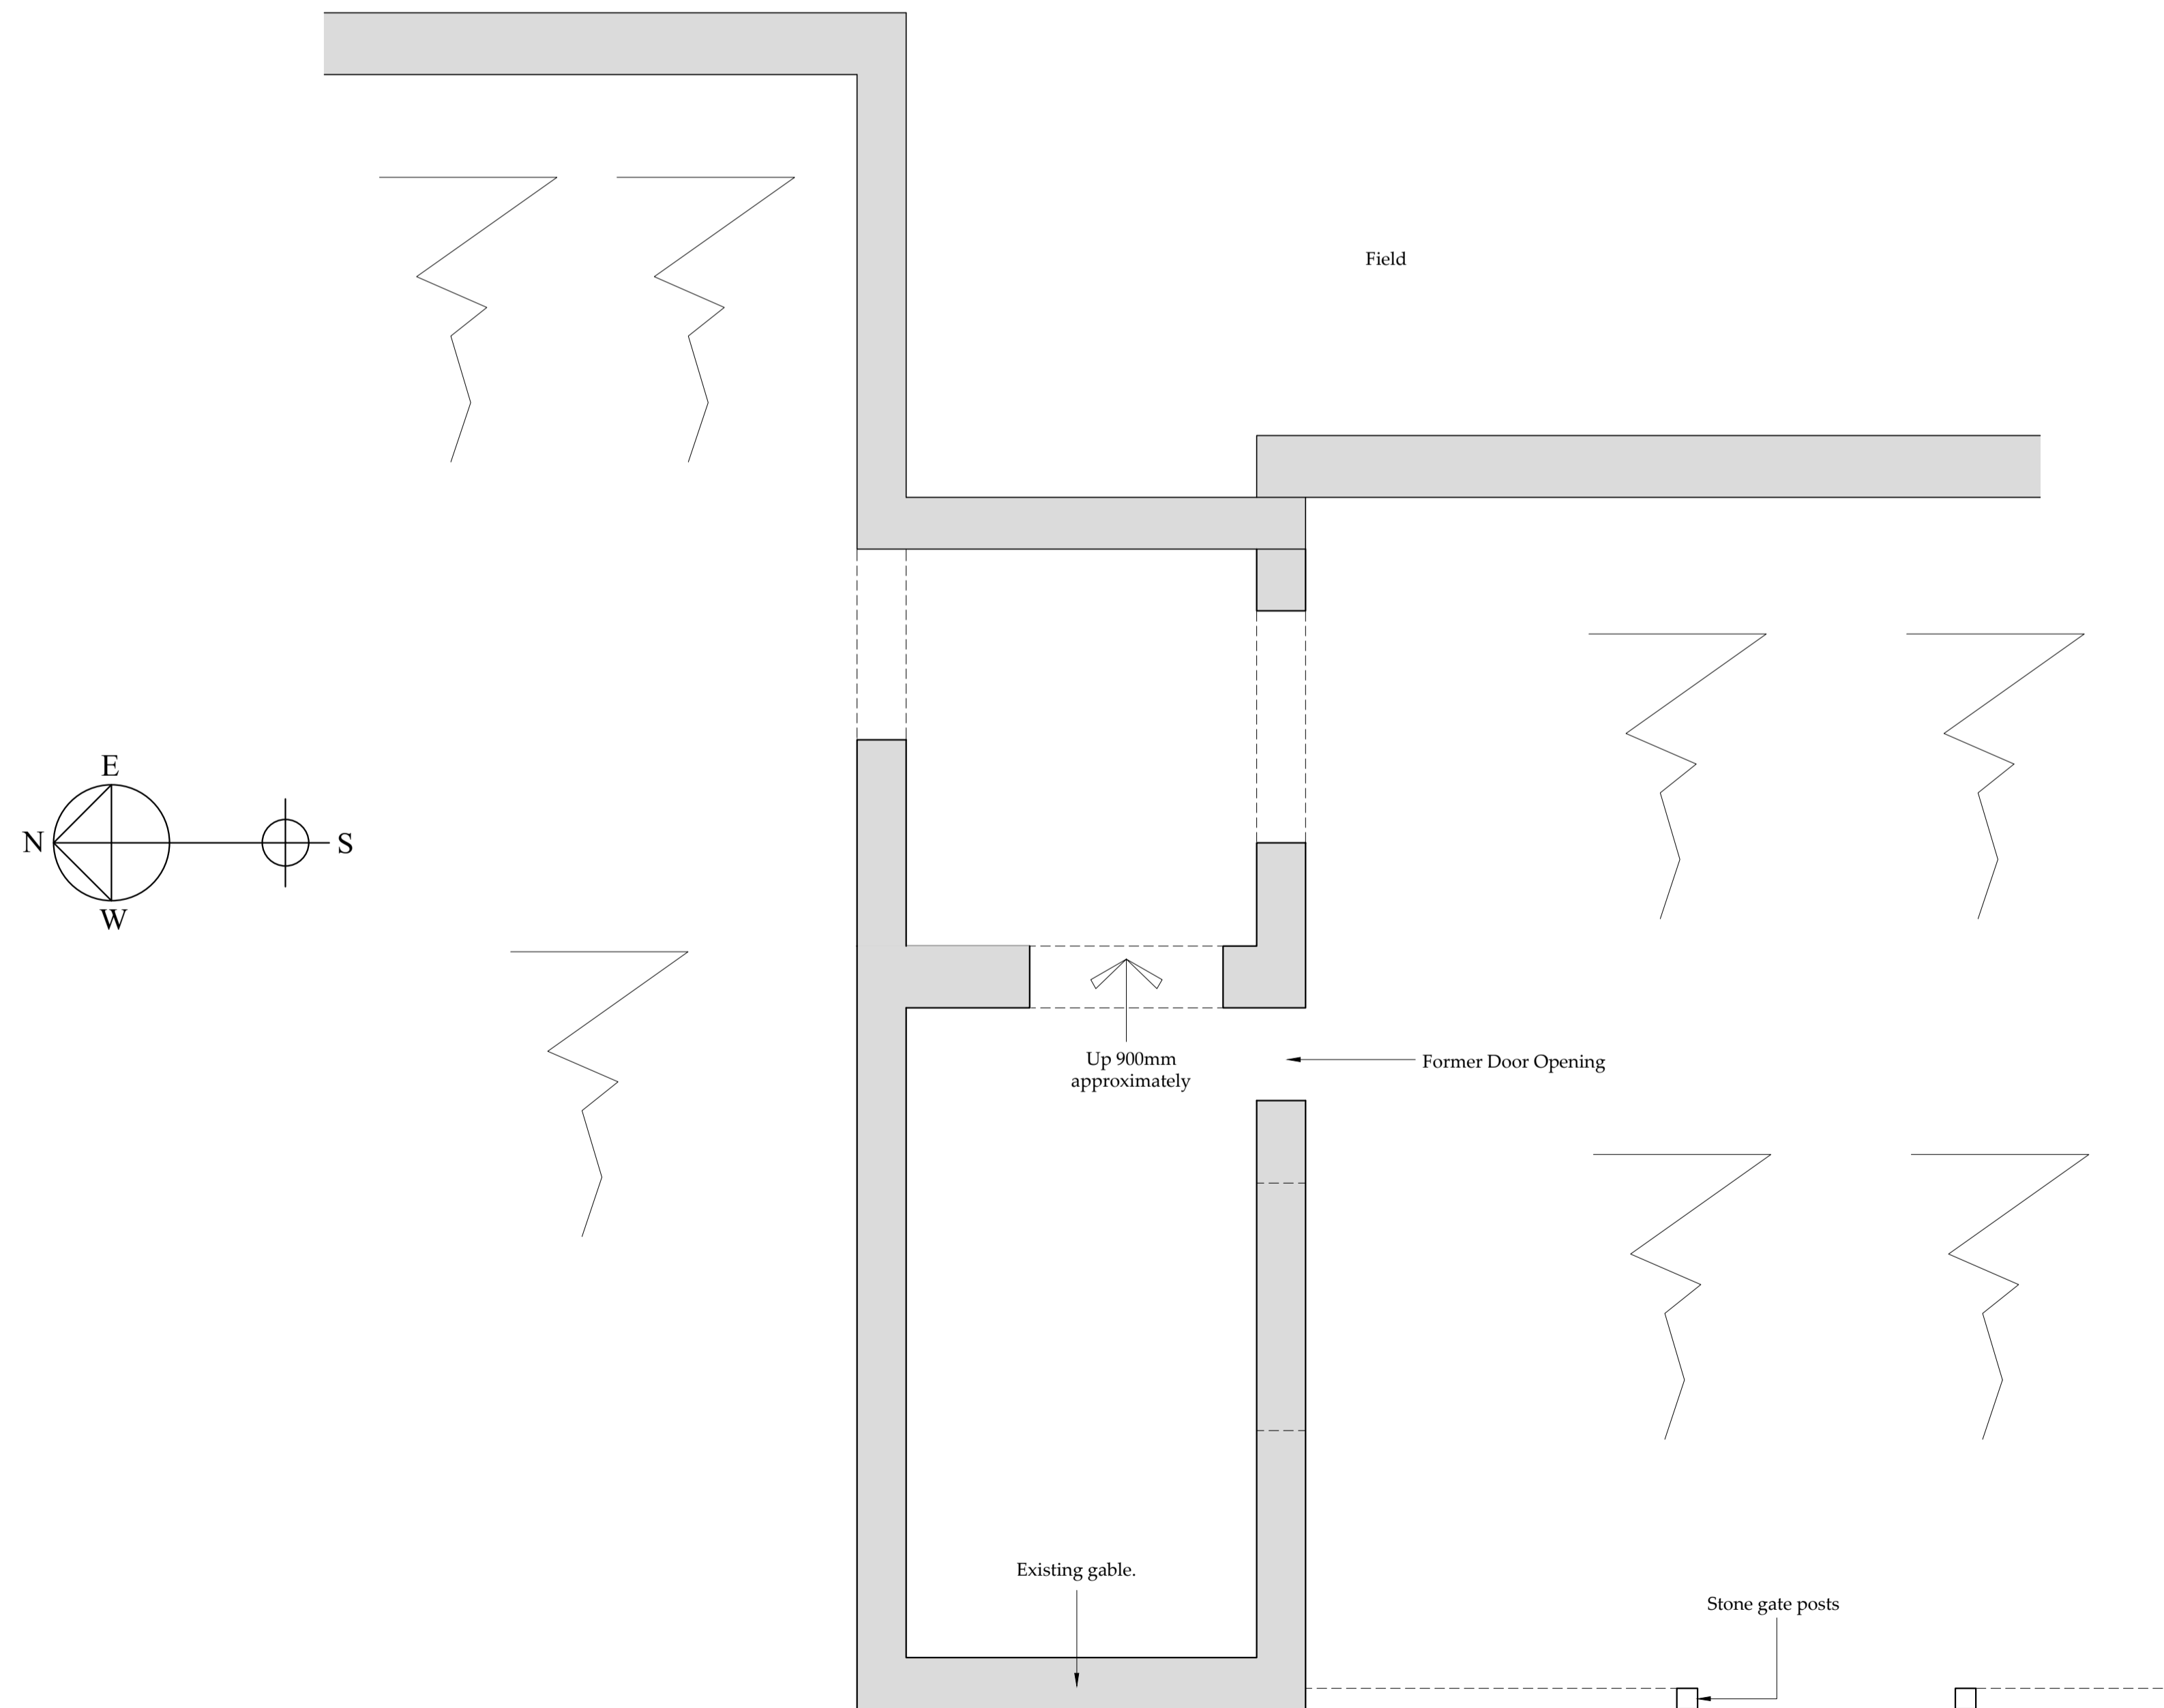 Field
E
N
S
W
Up 900mm
approximately
Former Door Opening
Existing gable.
Stone gate posts